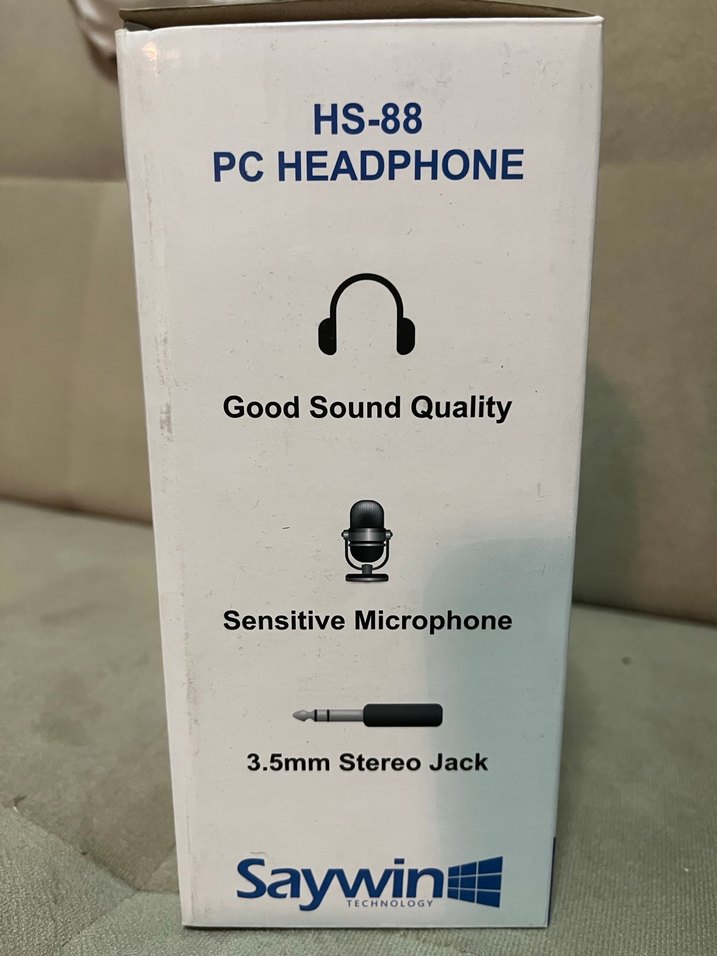 HS-88
PC HEADPHONE
Good Sound Quality
Sensitive Microphone
3.5mm Stereo Jack
Saywin
TECHNOLOGY